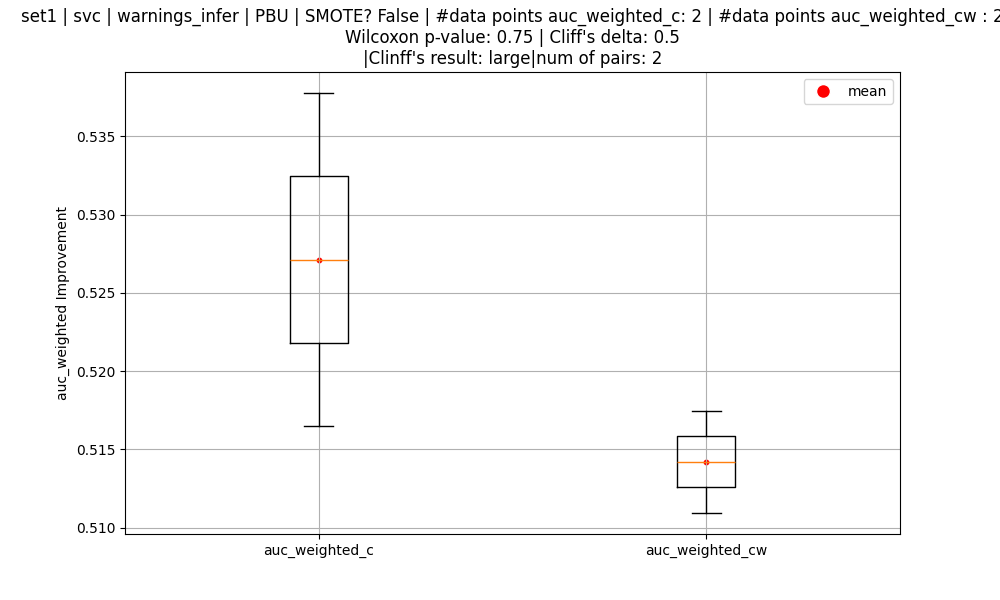 set1 | svc | warnings_infer | PBU | SMOTE? False | #data points auc_weighted_c: 2 | #data points auc_weighted_cw : 2
Wilcoxon p-value: 0.75 | Cliff's delta: 0.5
|Clinff's result: large|num of pairs: 2
mean
auc_weighted Improvement
0.535
0.530
0.525
0.520
0.515
0.510
auc_weighted_c
auc_weighted_cw